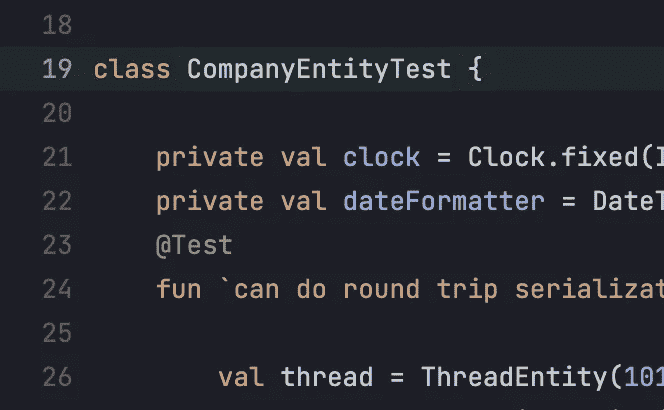 18
19 class CompanyEntityTest {
20
21 private val clock = Clock.fixed(I
22 private val dateFormatter = DateT
23 @Test
24 fun `can do round trip serializat
25
26 val thread = ThreadEntity(101